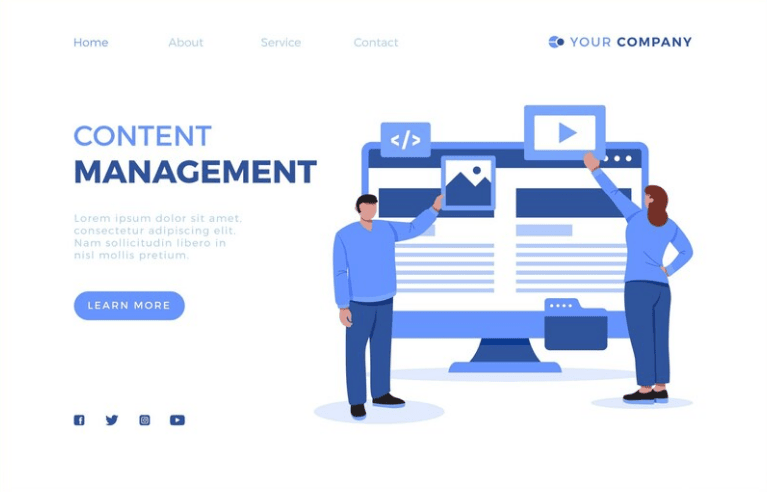 Home About Service Contact YOUR COMPANY
CONTENT
MANAGEMENT
</>
Lorem ipsum dolor sit amet,
consectetur adipiscing elit.
Nam sollicitudin libero in
nisl mollis pretium.
LEARN MORE